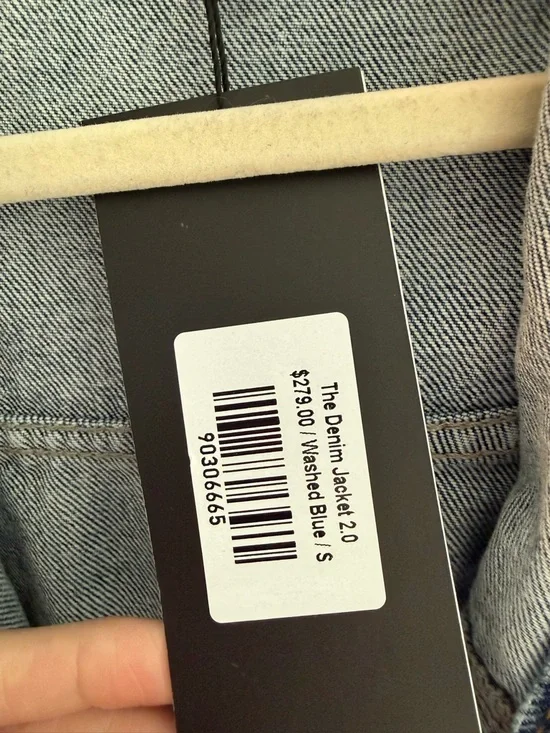 The Denim Jacket 2.0
$279.00 / Washed Blue / S
90306665